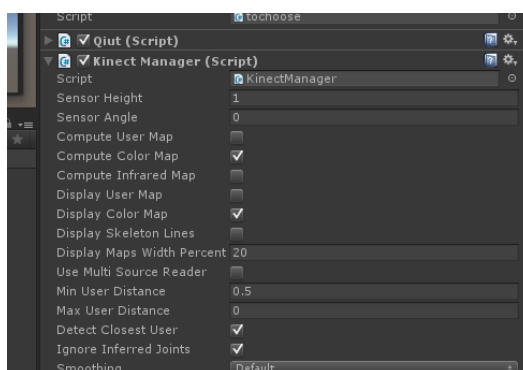 Script tochoose
Qiut (Script)
Kinect Manager (Script)
Script KinectManager
Sensor Height 1
Sensor Angle 0
Compute User Map
Compute Color Map
Compute Infrared Map
Display User Map
Display Color Map
Display Skeleton Lines
Display Maps Width Percent 20
Use Multi Source Reader
Min User Distance 0.5
Max User Distance 0
Detect Closest User
Ignore Inferred Joints
Smoothing Default